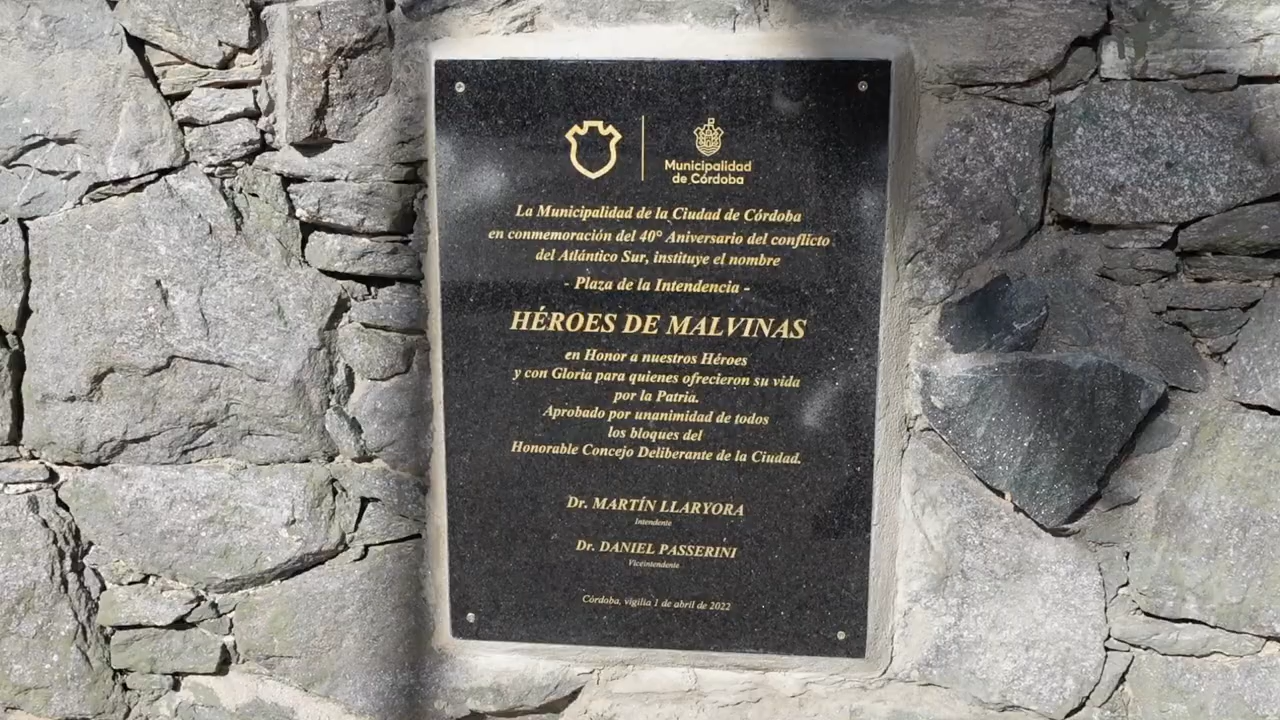 Municipalidad
de Córdoba
La Municipalidad de la Ciudad de Córdoba
en conmemoración del 40° Aniversario del conflicto
del Atlántico Sur, instituye el nombre
- Plaza de la Intendencia -
HÉROES DE MALVINAS
en Honor a nuestros Héroes
y con Gloria para quienes ofrecieron su vida
por la Patria.
Aprobado por unanimidad de todos
los bloques del
Honorable Concejo Deliberante de la Ciudad.
Dr. MARTÍN LLARYORA
Intendente
Dr. DANIEL PASSERINI
Viceintendente
Córdoba, vigilia 1 de abril de 2022